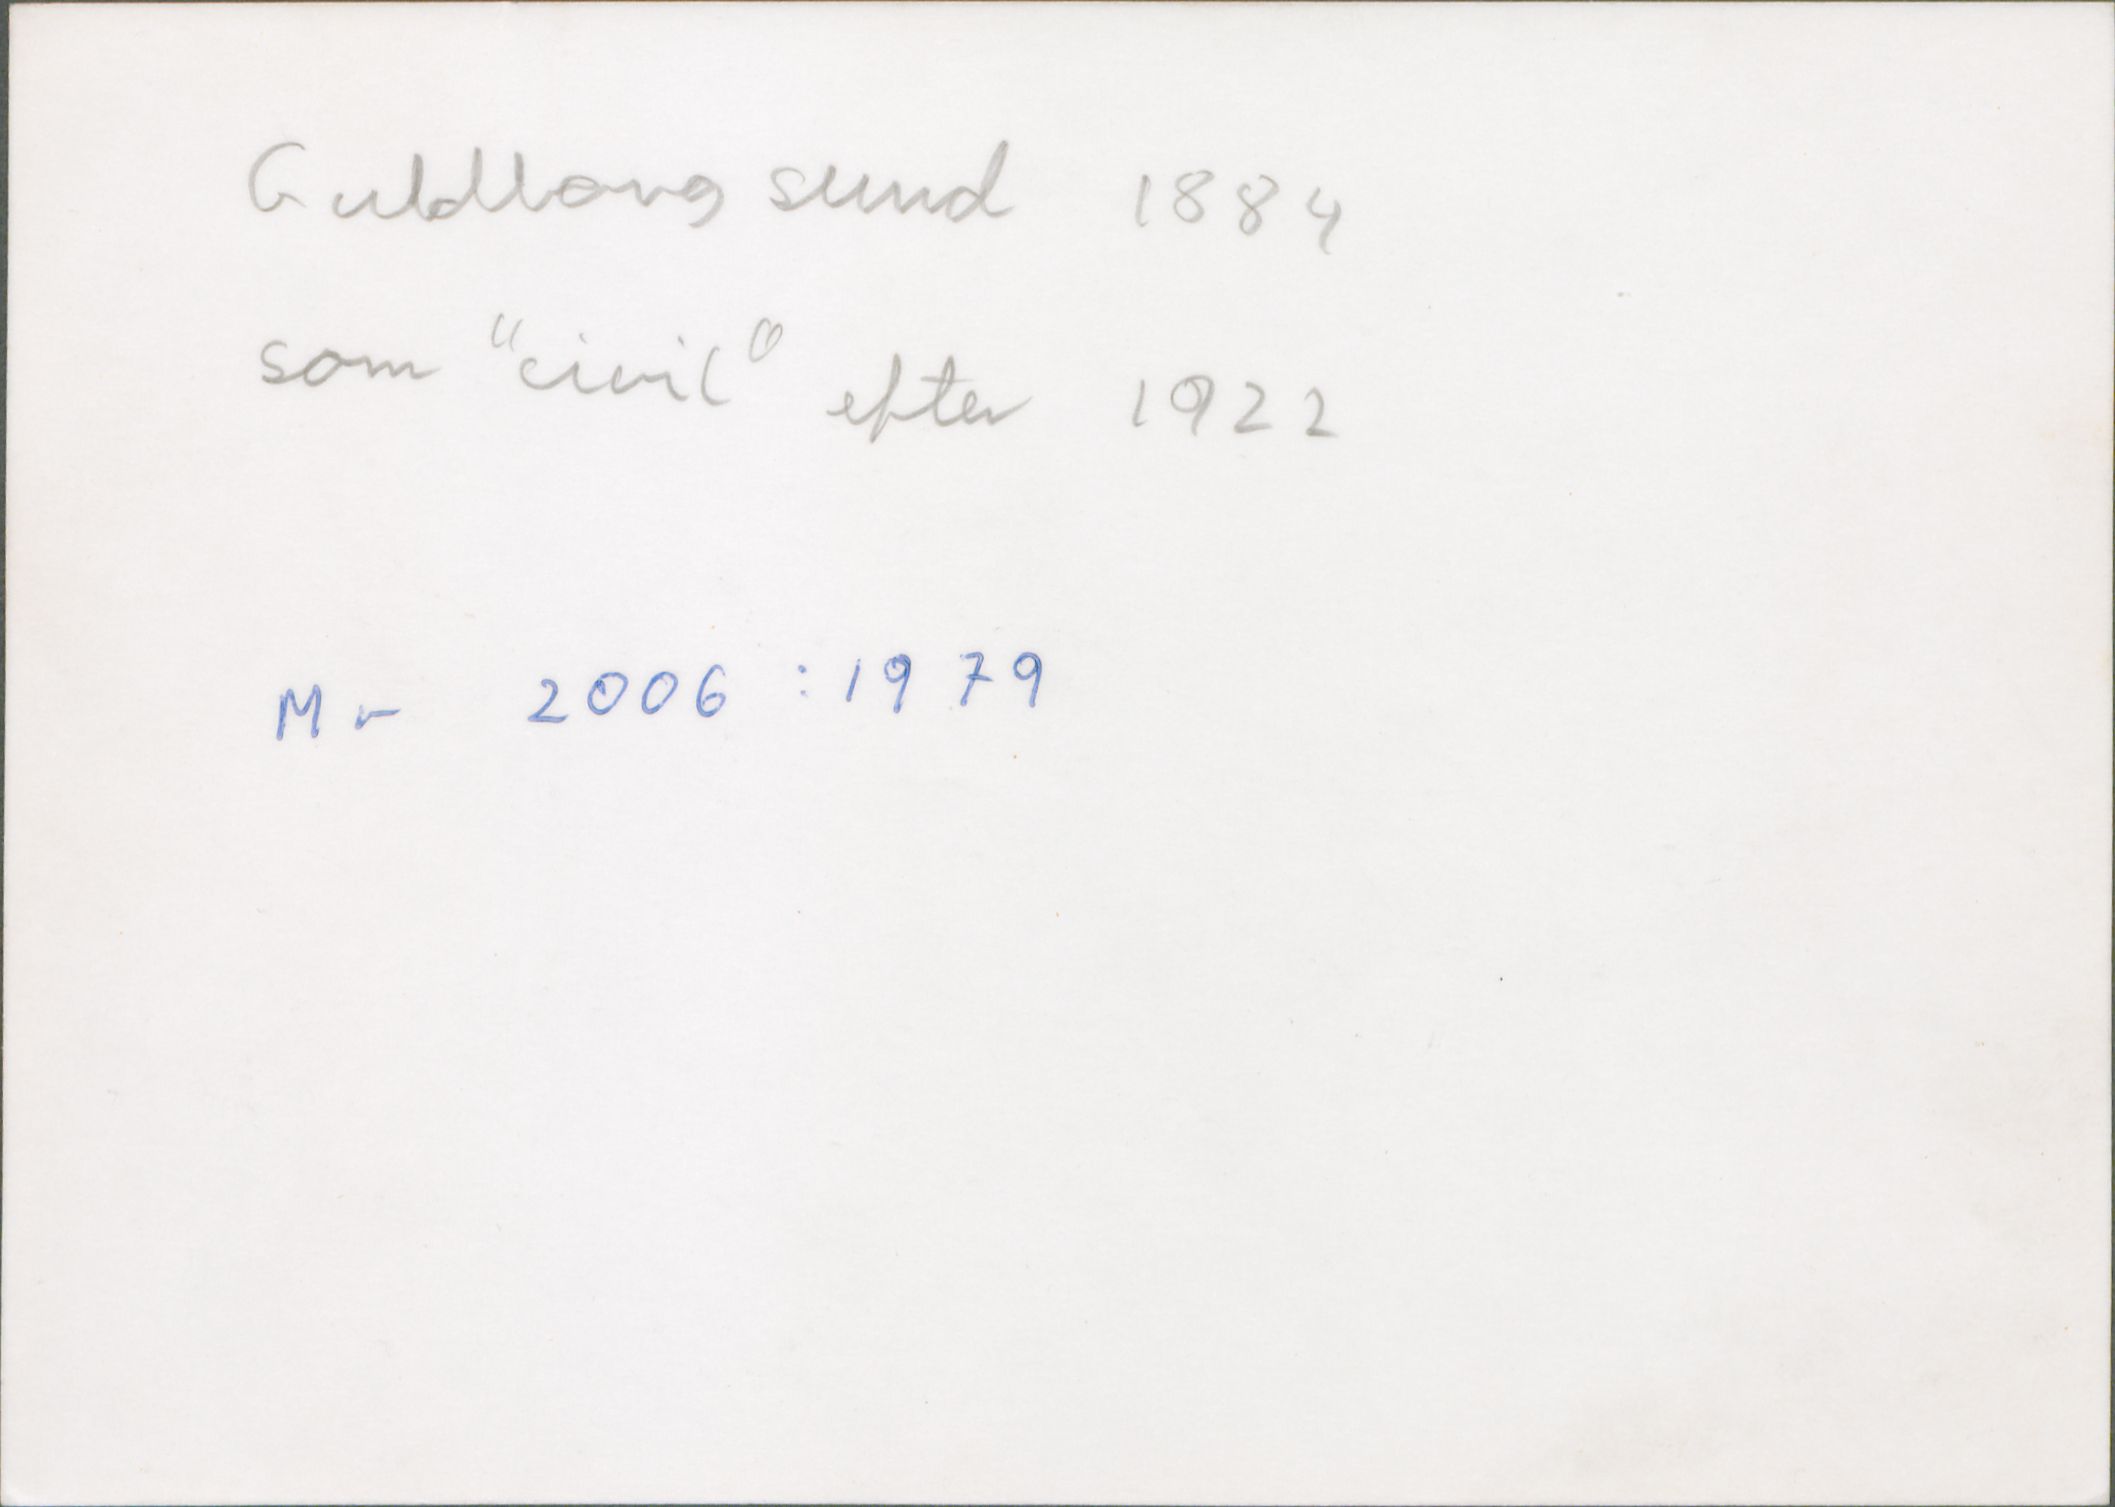 Guldborgsund 1884
som "civil" efter 1922
Mr 2006:1979